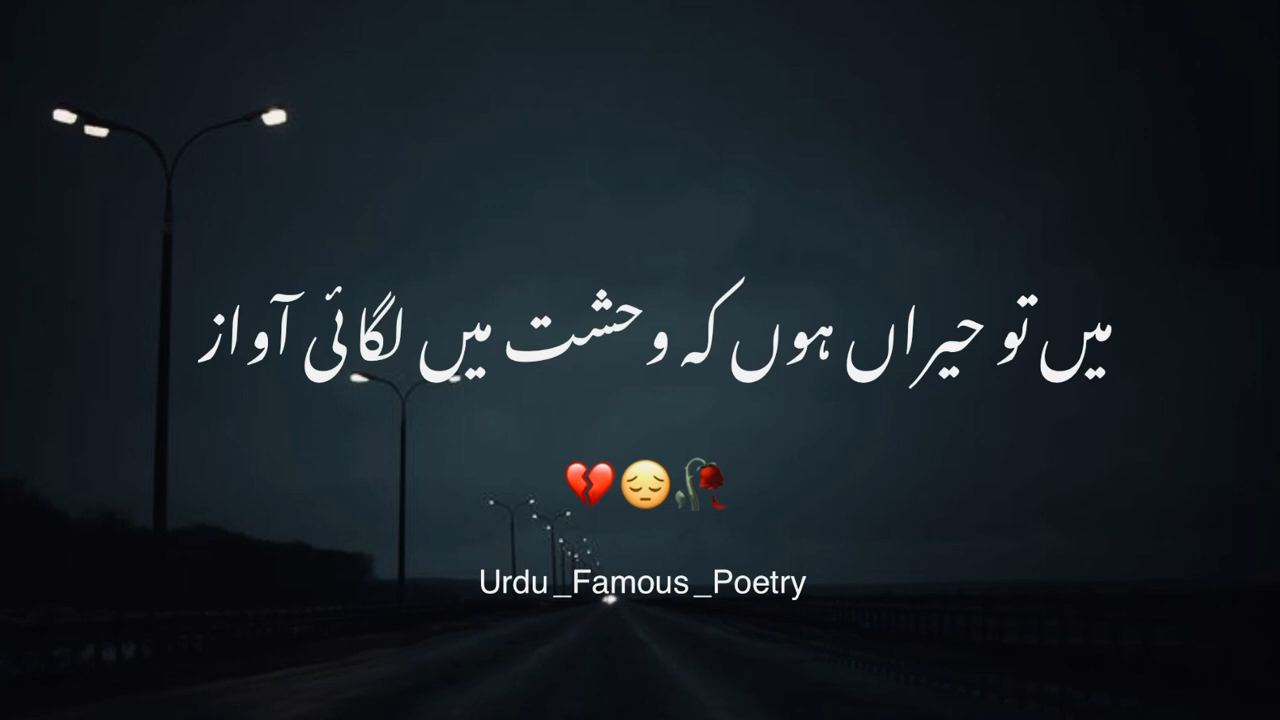 میں تو حیراں ہوں کہ وحشت میں لگائی آواز
💔😔🥀
Urdu_Famous_Poetry